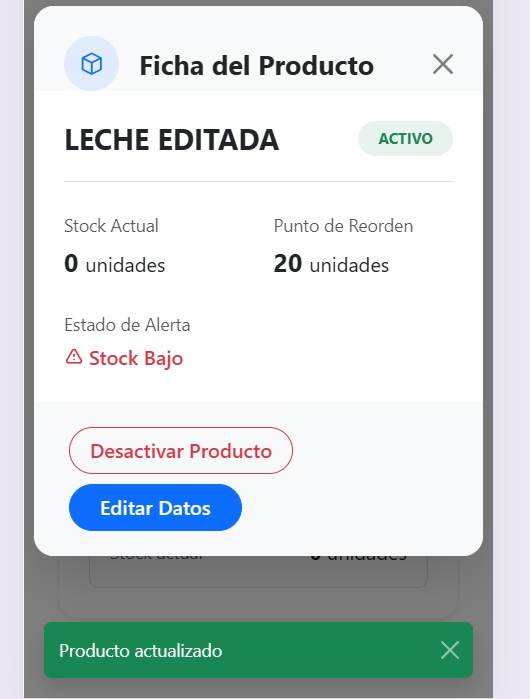 Ficha del Producto
LECHE EDITADA
ACTIVO
Stock Actual
Punto de Reorden
0 unidades
20 unidades
Estado de Alerta
Stock Bajo
Desactivar Producto
Editar Datos
Stock actual
0 unidades
Producto actualizado